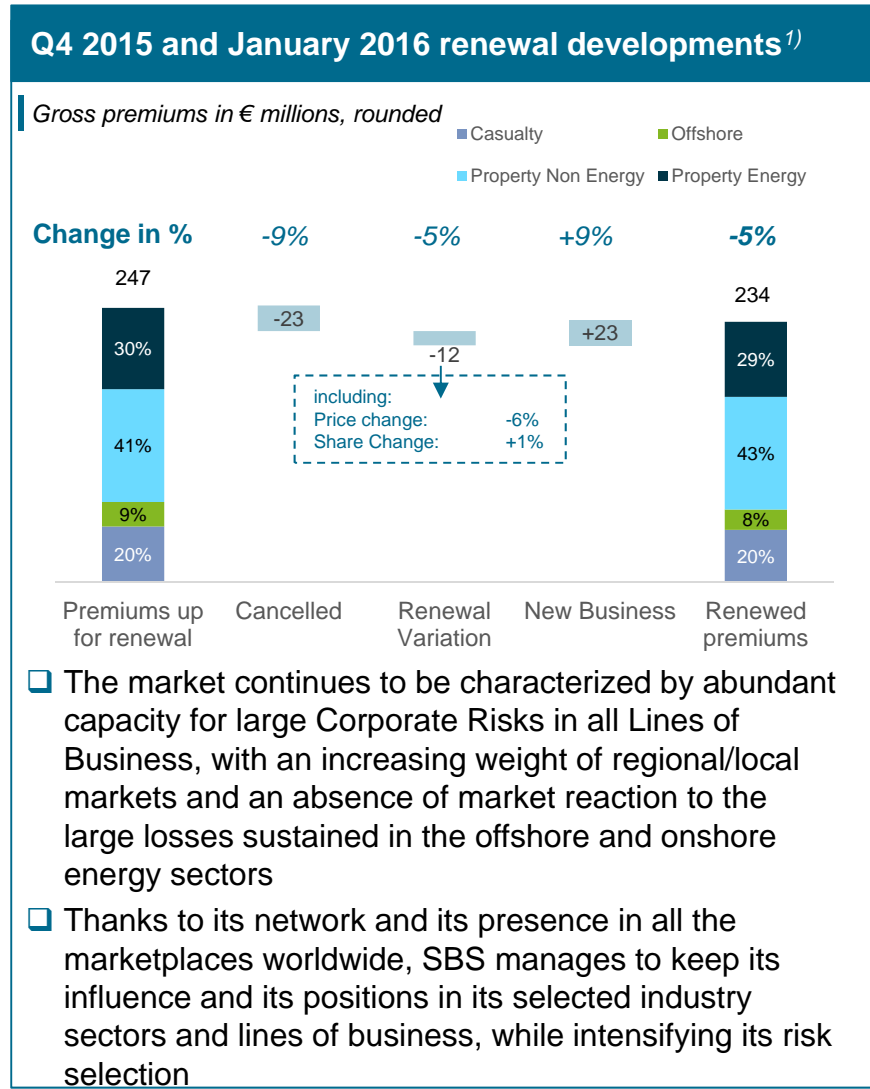 Q4 2015 and January 2016 renewal developments1)
Gross premiums in € millions, rounded
Casualty Offshore
Property Non Energy Property Energy
Change in % -9% -5% +9% -5%
247
234
-23
-12
+23
30%
41%
9%
20%
including:
Price change: -6%
Share Change: +1%
29%
43%
8%
20%
Premiums up
for renewal
Cancelled
Renewal
Variation
New Business
Renewed
premiums
The market continues to be characterized by abundant
capacity for large Corporate Risks in all Lines of
Business, with an increasing weight of regional/local
markets and an absence of market reaction to the
large losses sustained in the offshore and onshore
energy sectors
Thanks to its network and its presence in all the
marketplaces worldwide, SBS manages to keep its
influence and its positions in its selected industry
sectors and lines of business, while intensifying its risk
selection